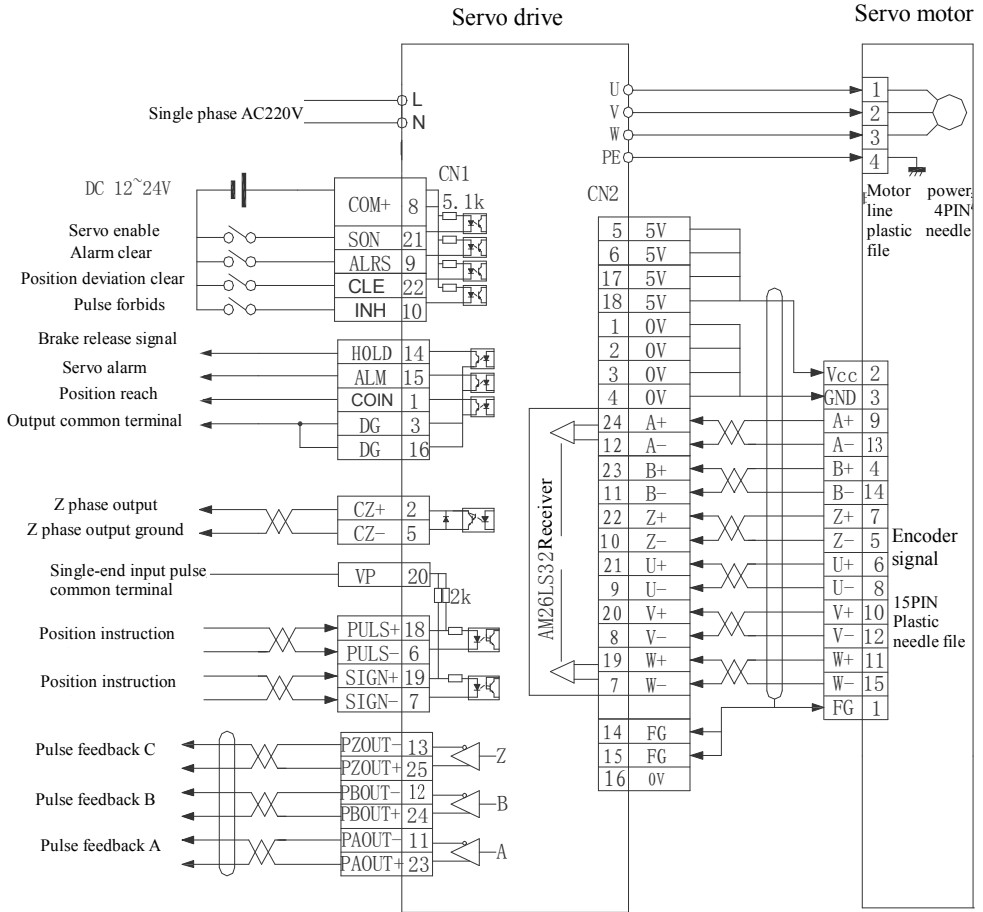 Servo drive
Servo motor
Single phase AC220V
L
N
U
V
W
PE
1
2
3
4
Motor power,
line 4PIN
plastic needle
file
CN1
DC 12~24V
COM+ 8
5.1k
Servo enable
SON 21
Alarm clear
ALRS 9
Position deviation clear
CLE 22
Pulse forbids
INH 10
Brake release signal
HOLD 14
Servo alarm
ALM 15
Position reach
COIN 1
Output common terminal
DG 3
DG 16
Z phase output
CZ+ 2
Z phase output ground
CZ- 5
Single-end input pulse
common terminal
VP 20
2k
Position instruction
PULS+ 18
PULS- 6
Position instruction
SIGN+ 19
SIGN- 7
Pulse feedback C
PZOUT- 13
PZOUT+ 25
Z
Pulse feedback B
PBOUT- 12
PBOUT+ 24
B
Pulse feedback A
PAOUT- 11
PAOUT+ 23
A
CN2
5 5V
6 5V
17 5V
18 5V
1 0V
2 0V
3 0V
4 0V
24 A+
12 A-
23 B+
11 B-
22 Z+
10 Z-
21 U+
9 U-
20 V+
8 V-
19 W+
7 W-
14 FG
15 FG
16 0V
AM26LS32Receiver
Vcc 2
GND 3
A+ 9
A- 13
B+ 4
B- 14
Z+ 7
Z- 5
U+ 6
U- 8
V+ 10
V- 12
W+ 11
W- 15
FG 1
Encoder
signal
15PIN
Plastic
needle file